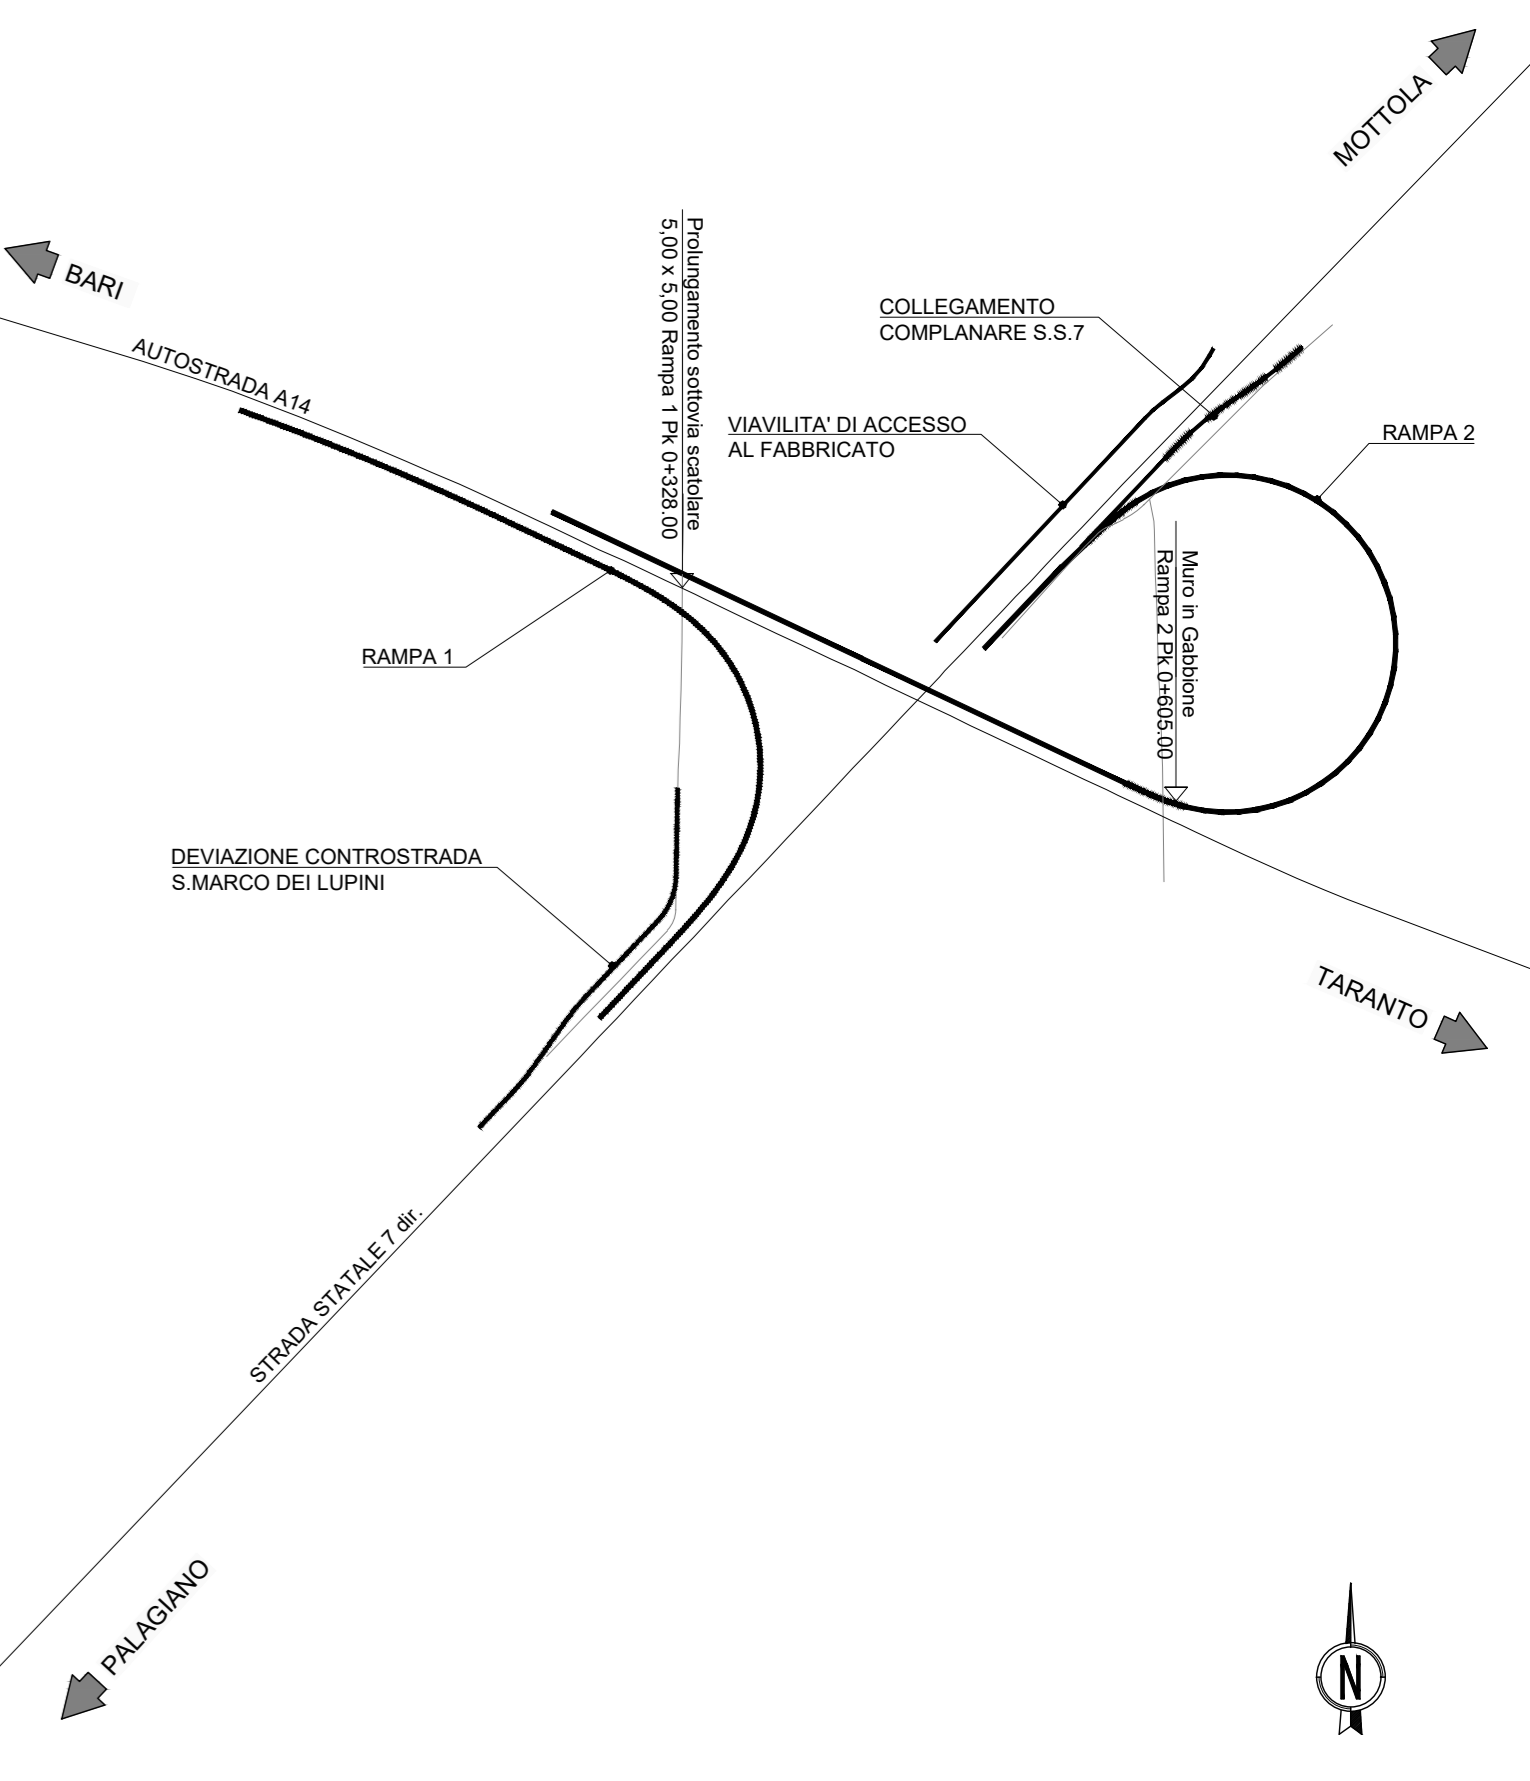 MOTTOLA
BARI
AUTOSTRADA A14
Prolungamento sottovia scatolare
5,00 x 5,00 Rampa 1 Pk 0+328.00
COLLEGAMENTO
COMPLANARE S.S.7
VIAVILITA' DI ACCESSO
AL FABBRICATO
RAMPA 2
Muro in Gabbione
Rampa 2 Pk 0+605.00
RAMPA 1
DEVIAZIONE CONTROSTRADA
S.MARCO DEI LUPINI
TARANTO
STRADA STATALE 7 dir.
PALAGIANO
N